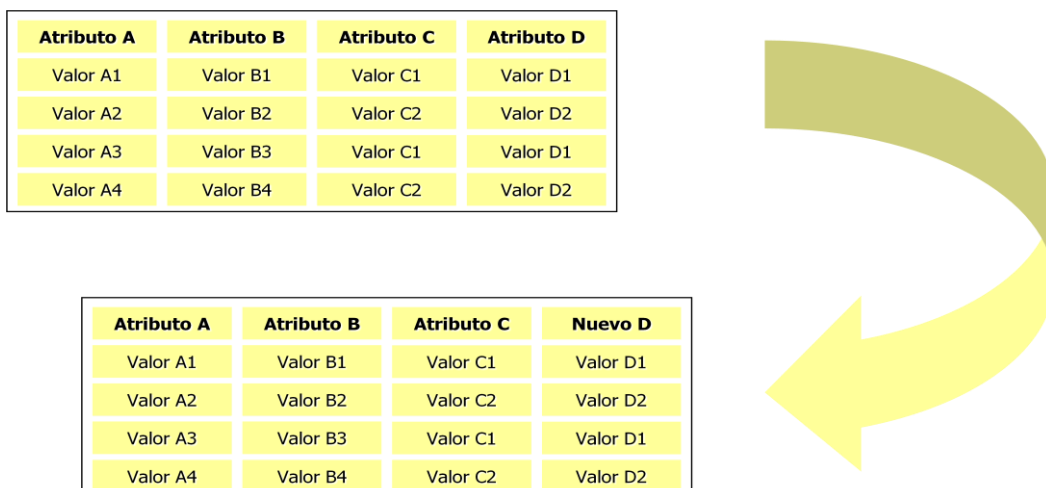 Atributo A Atributo B Atributo C Atributo D
Valor A1 Valor B1 Valor C1 Valor D1
Valor A2 Valor B2 Valor C2 Valor D2
Valor A3 Valor B3 Valor C1 Valor D1
Valor A4 Valor B4 Valor C2 Valor D2
Atributo A Atributo B Atributo C Nuevo D
Valor A1 Valor B1 Valor C1 Valor D1
Valor A2 Valor B2 Valor C2 Valor D2
Valor A3 Valor B3 Valor C1 Valor D1
Valor A4 Valor B4 Valor C2 Valor D2